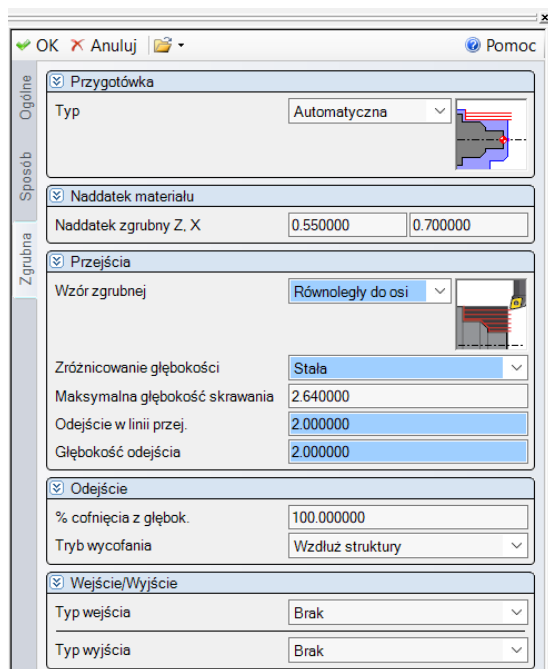 OK Anuluj Pomoc
Ogólne
Sposób
Zgrubna
Przygotówka
Typ Automatyczna
Naddatek materiału
Naddatek zgrubny Z, X 0.550000 0.700000
Przejścia
Wzór zgrubnej Równoległy do osi
Zróżnicowanie głębokości Stała
Maksymalna głębokość skrawania 2.640000
Odejście w linii przej. 2.000000
Głębokość odejścia 2.000000
Odejście
% cofnięcia z głębok. 100.000000
Tryb wycofania Wzdłuż struktury
Wejście/Wyjście
Typ wejścia Brak
Typ wyjścia Brak